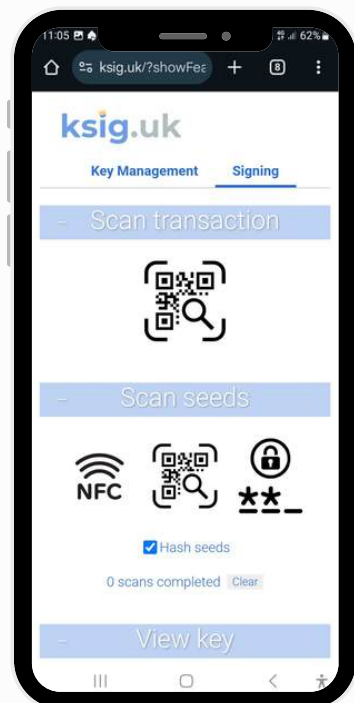 11:05 62%
ksig.uk/?showFea + 8
ksig.uk
Key Management Signing
– Scan transaction
– Scan seeds
NFC **_
Hash seeds
0 scans completed Clear
– View key